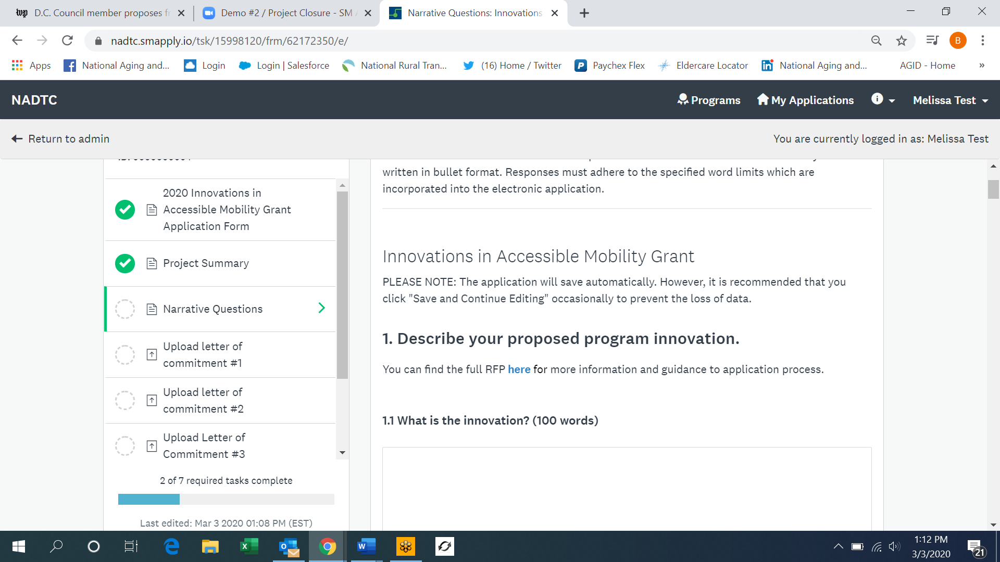 D.C. Council member proposes fr
Demo #2 / Project Closure - SM A
Narrative Questions: Innovations
nadtc.smapply.io/tsk/15998120/frm/62172350/e/
B
Apps
National Aging and...
Login
Login | Salesforce
National Rural Tran...
(16) Home / Twitter
Paychex Flex
Eldercare Locator
National Aging and...
AGID - Home
»
NADTC
Programs
My Applications
Melissa Test
Return to admin
You are currently logged in as: Melissa Test
2020 Innovations in
Accessible Mobility Grant
Application Form
Project Summary
Narrative Questions
Upload letter of
commitment #1
Upload letter of
commitment #2
Upload Letter of
Commitment #3
2 of 7 required tasks complete
Last edited: Mar 3 2020 01:08 PM (EST)
written in bullet format. Responses must adhere to the specified word limits which are
incorporated into the electronic application.
Innovations in Accessible Mobility Grant
PLEASE NOTE: The application will save automatically. However, it is recommended that you
click "Save and Continue Editing" occasionally to prevent the loss of data.
1. Describe your proposed program innovation.
You can find the full RFP here for more information and guidance to application process.
1.1 What is the innovation? (100 words)
1:12 PM
3/3/2020
21